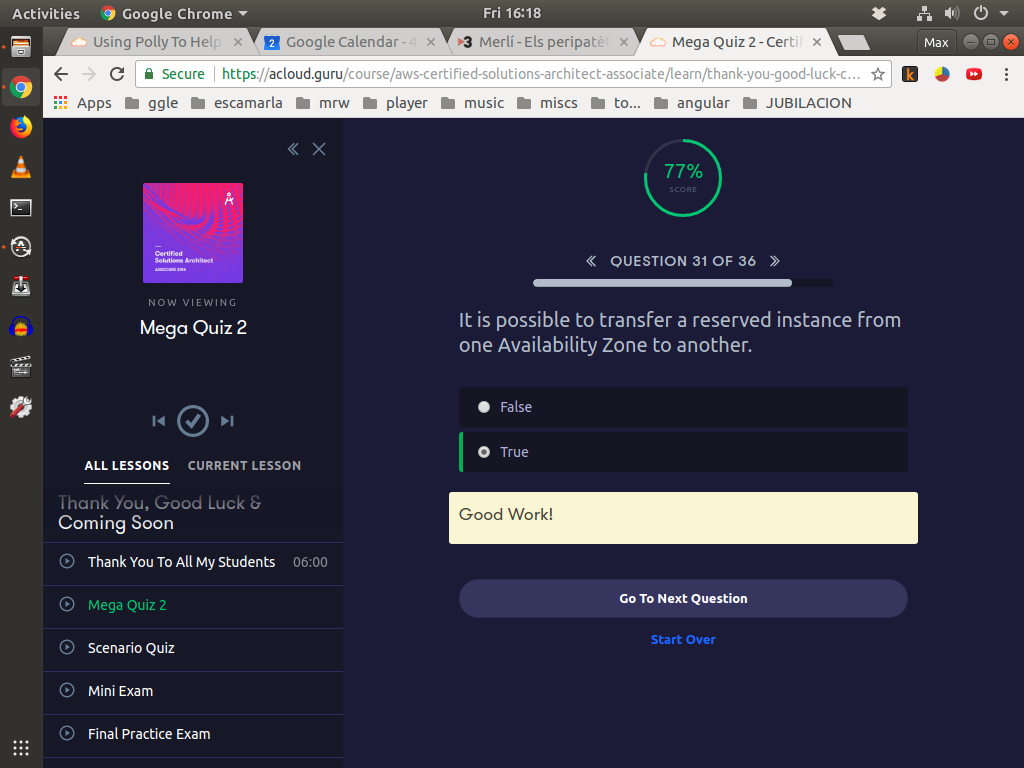 Activities Google Chrome Fri 16:18
Using Polly To Help Google Calendar - 4 Merlí - Els peripatèt Mega Quiz 2 - Certif Max
Secure https://acloud.guru/course/aws-certified-solutions-architect-associate/learn/thank-you-good-luck-c...
Apps ggle escamarla mrw player music miscs to... angular JUBILACION
Certified
Solutions Architect
ASSOCIATE 2018
NOW VIEWING
Mega Quiz 2
ALL LESSONS CURRENT LESSON
Thank You, Good Luck &
Coming Soon
Thank You To All My Students 06:00
Mega Quiz 2
Scenario Quiz
Mini Exam
Final Practice Exam
77%
SCORE
QUESTION 31 OF 36
It is possible to transfer a reserved instance from
one Availability Zone to another.
False
True
Good Work!
Go To Next Question
Start Over